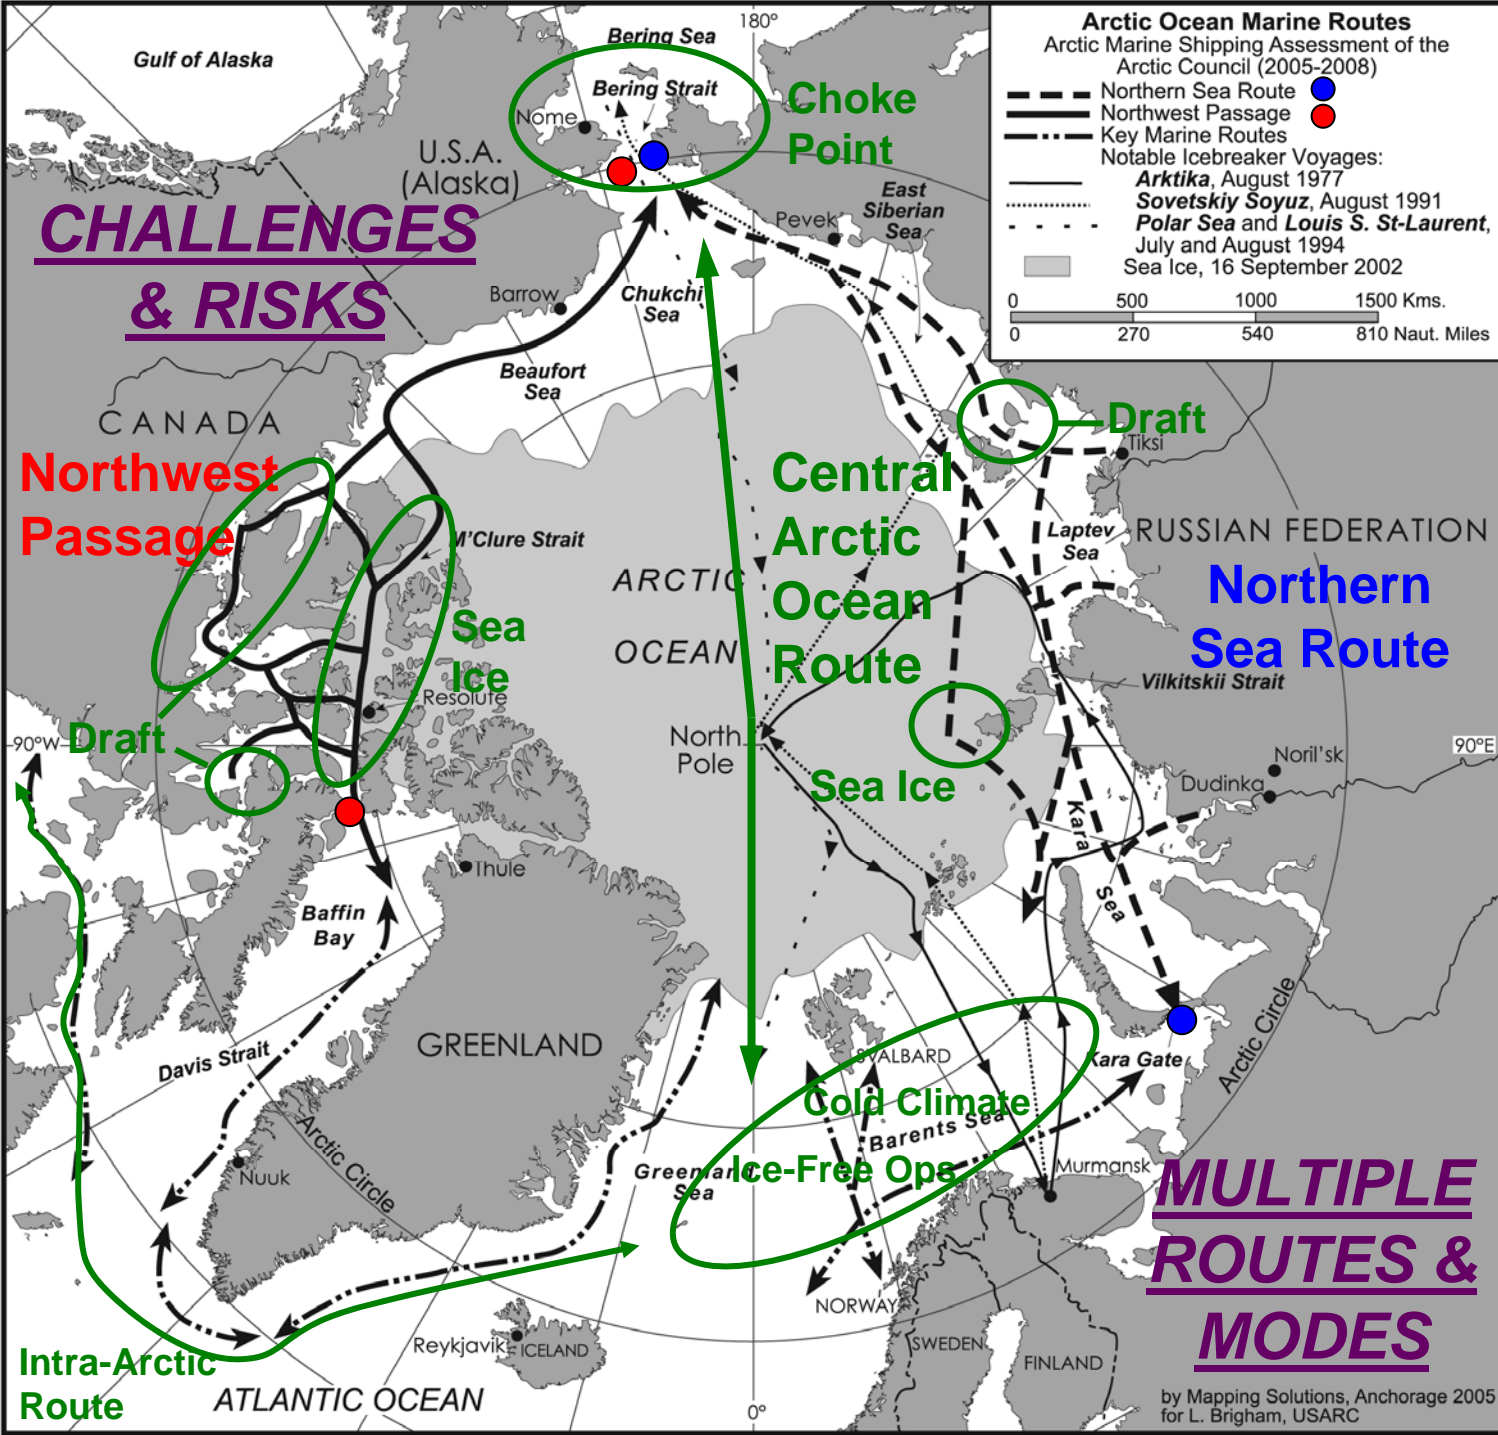 180°
Bering Sea
Gulf of Alaska
Bering Strait
Nome
Choke
Point
U.S.A.
(Alaska)
East
Siberian
Sea
Pevek
Arctic Ocean Marine Routes
Arctic Marine Shipping Assessment of the
Arctic Council (2005-2008)
Northern Sea Route
Northwest Passage
Key Marine Routes
Notable Icebreaker Voyages:
Arktika, August 1977
Sovetskiy Soyuz, August 1991
Polar Sea and Louis S. St-Laurent,
July and August 1994
Sea Ice, 16 September 2002
0 500 1000 1500 Kms.
0 270 540 810 Naut. Miles
CHALLENGES
& RISKS
Barrow
Chukchi
Sea
Beaufort
Sea
CANADA
Northwest
Passage
Draft
Tiksi
Central
Arctic
Ocean
Route
M'Clure Strait
Laptev
Sea
RUSSIAN FEDERATION
Northern
Sea Route
ARCTIC
OCEAN
Sea
Ice
Resolute
Vilkitskii Strait
Draft
90°W
North
Pole
90°E
Noril'sk
Dudinka
Sea Ice
Kara
Sea
Thule
Baffin
Bay
GREENLAND
Davis Strait
SVALBARD
Kara Gate
Arctic Circle
Cold Climate
Barents Sea
Ice-Free Ops
Arctic Circle
Nuuk
Greenland
Sea
Murmansk
MULTIPLE
ROUTES &
MODES
NORWAY
Reykjavik
ICELAND
SWEDEN
FINLAND
Intra-Arctic
Route
ATLANTIC OCEAN
0°
by Mapping Solutions, Anchorage 2005
for L. Brigham, USARC